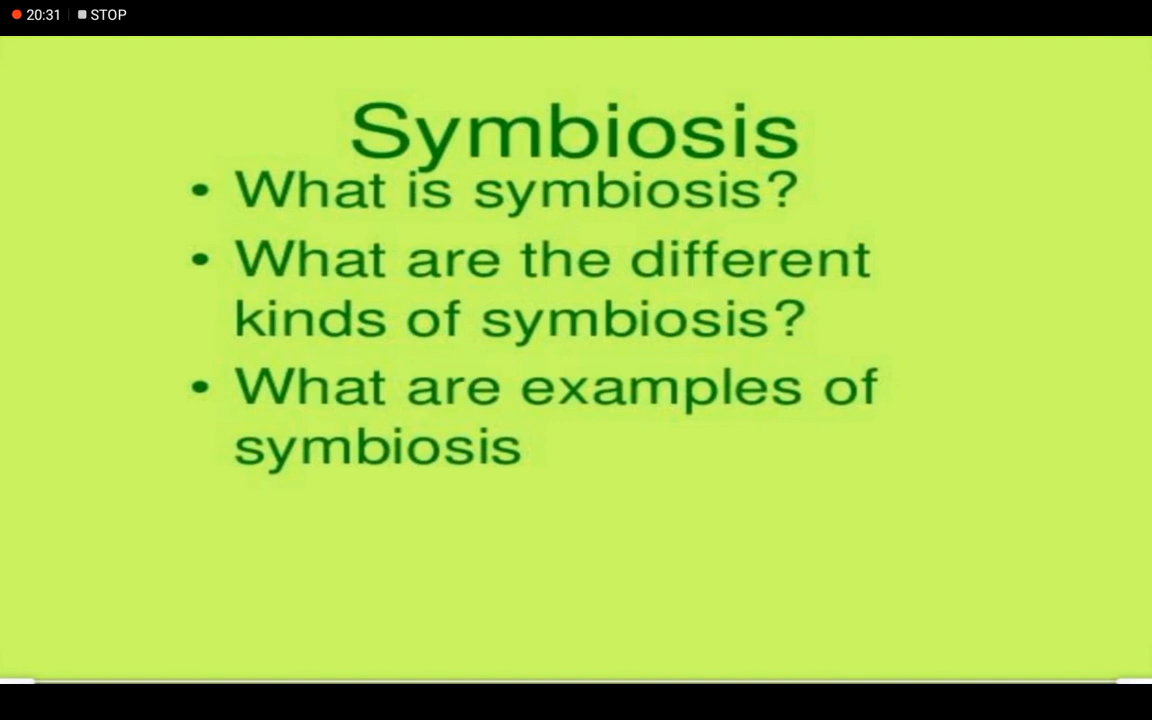 20:31 STOP
Symbiosis
• What is symbiosis?
• What are the different
kinds of symbiosis?
• What are examples of
symbiosis